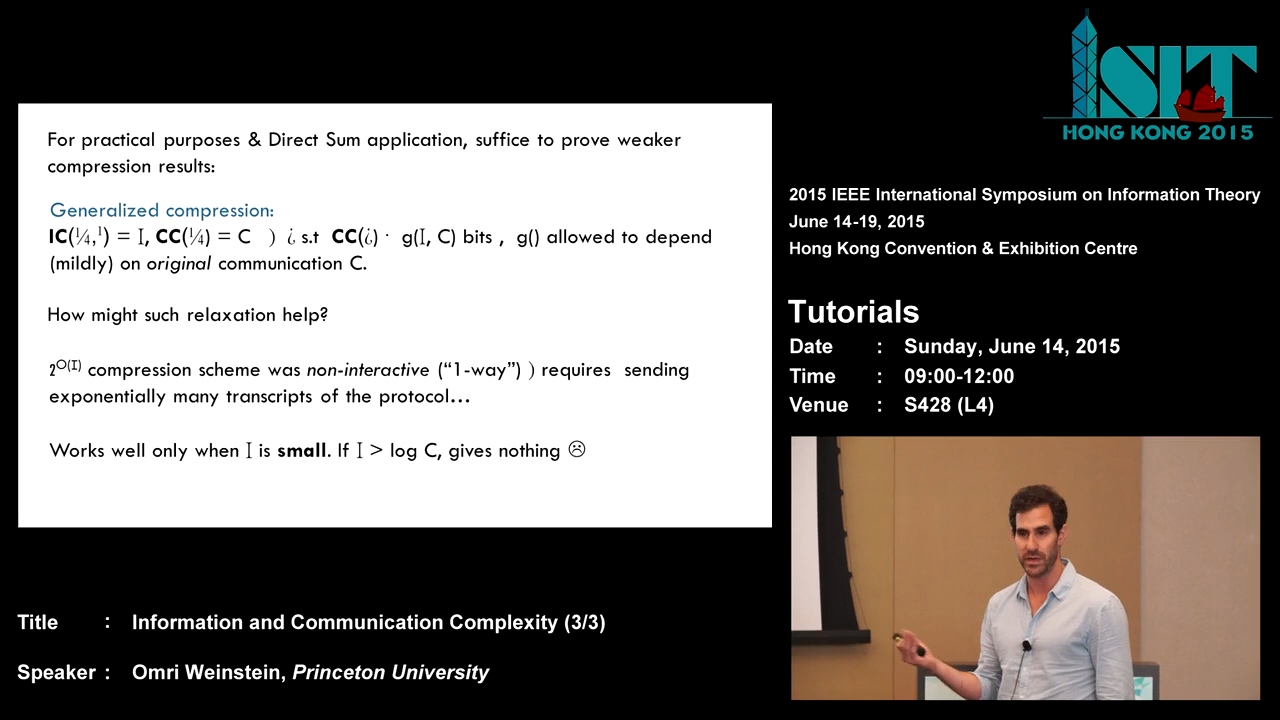 For practical purposes & Direct Sum application, suffice to prove weaker
compression results:
Generalized compression:
IC(¼,¹) = I, CC(¼) = C ) ¿ s.t CC(¿) · g(I, C) bits , g() allowed to depend
(mildly) on original communication C.
How might such relaxation help?
2^O(I) compression scheme was non-interactive (“1-way”) ) requires sending
exponentially many transcripts of the protocol…
Works well only when I is small. If I > log C, gives nothing ☹
ISIT
HONG KONG 2015
2015 IEEE International Symposium on Information Theory
June 14-19, 2015
Hong Kong Convention & Exhibition Centre
Tutorials
Date : Sunday, June 14, 2015
Time : 09:00-12:00
Venue : S428 (L4)
Title : Information and Communication Complexity (3/3)
Speaker : Omri Weinstein, Princeton University